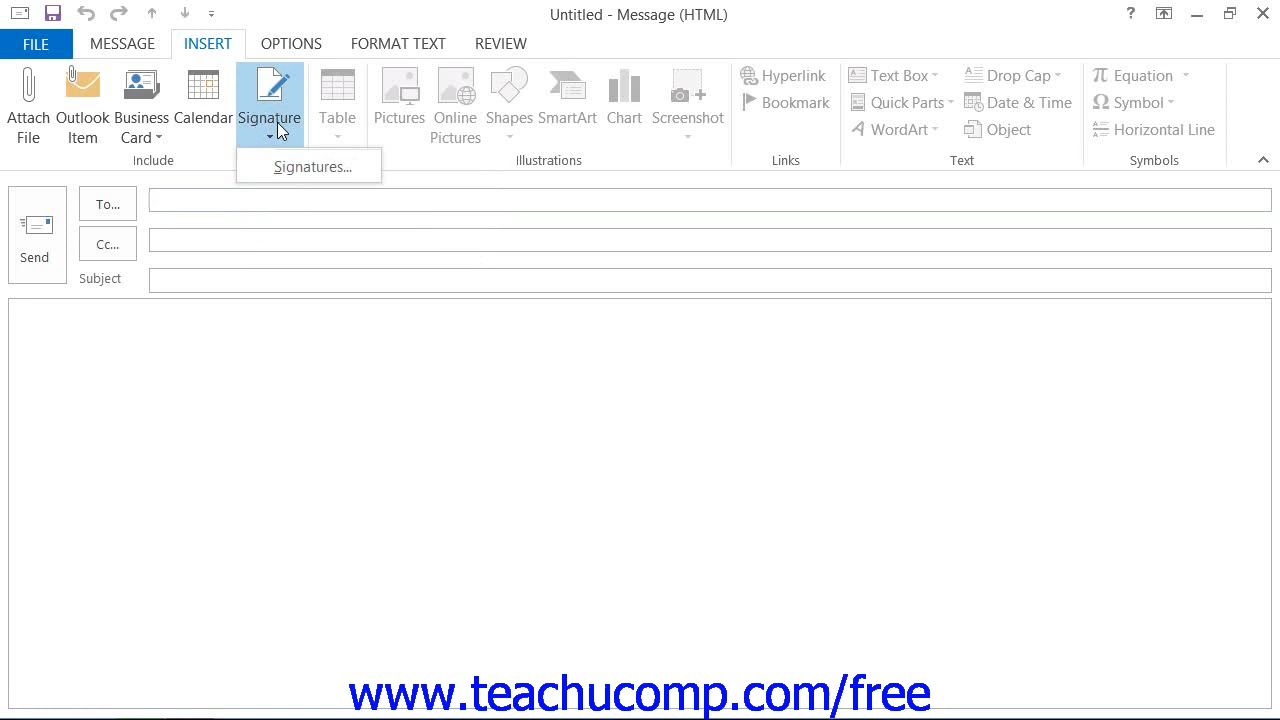 Untitled - Message (HTML)
?
FILE MESSAGE INSERT OPTIONS FORMAT TEXT REVIEW
Attach File
Outlook Item
Business Card
Calendar
Signature
Include
Signatures...
Table
Pictures
Online Pictures
Shapes
SmartArt
Chart
Screenshot
Illustrations
Hyperlink
Bookmark
Links
Text Box
Quick Parts
WordArt
Drop Cap
Date & Time
Object
Text
Equation
Symbol
Horizontal Line
Symbols
Send
To...
Cc...
Subject
www.teachucomp.com/free